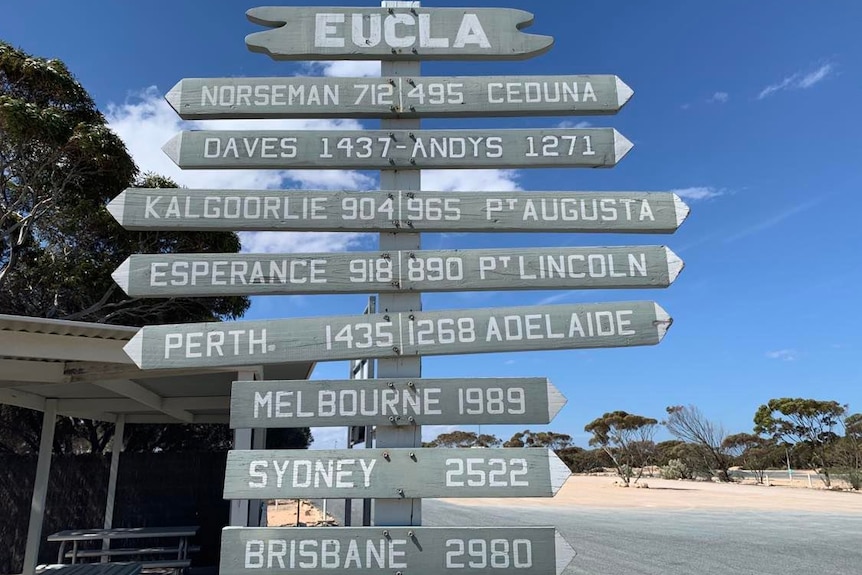 EUCLA
NORSEMAN 712 495 CEDUNA
DAVES 1437-ANDYS 1271
KALGOORLIE 904 965 PT AUGUSTA
ESPERANCE 918 890 PT LINCOLN
PERTH. 1435 1268 ADELAIDE
MELBOURNE 1989
SYDNEY 2522
BRISBANE 2980